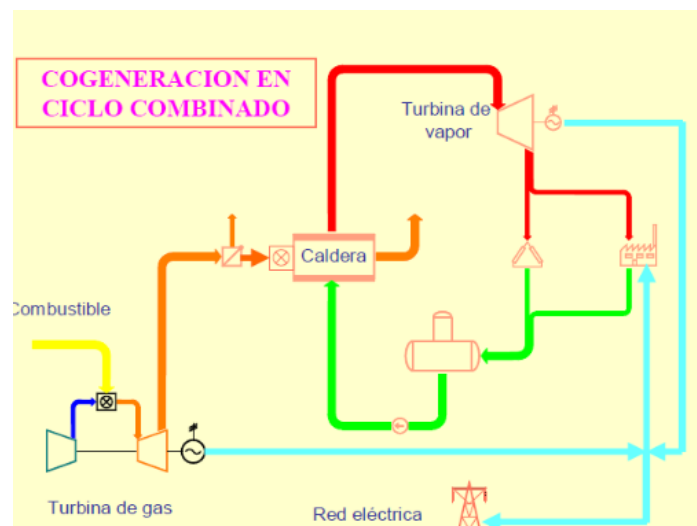 COGENERACION EN
CICLO COMBINADO
Turbina de
vapor
Caldera
Combustible
Turbina de gas
Red eléctrica